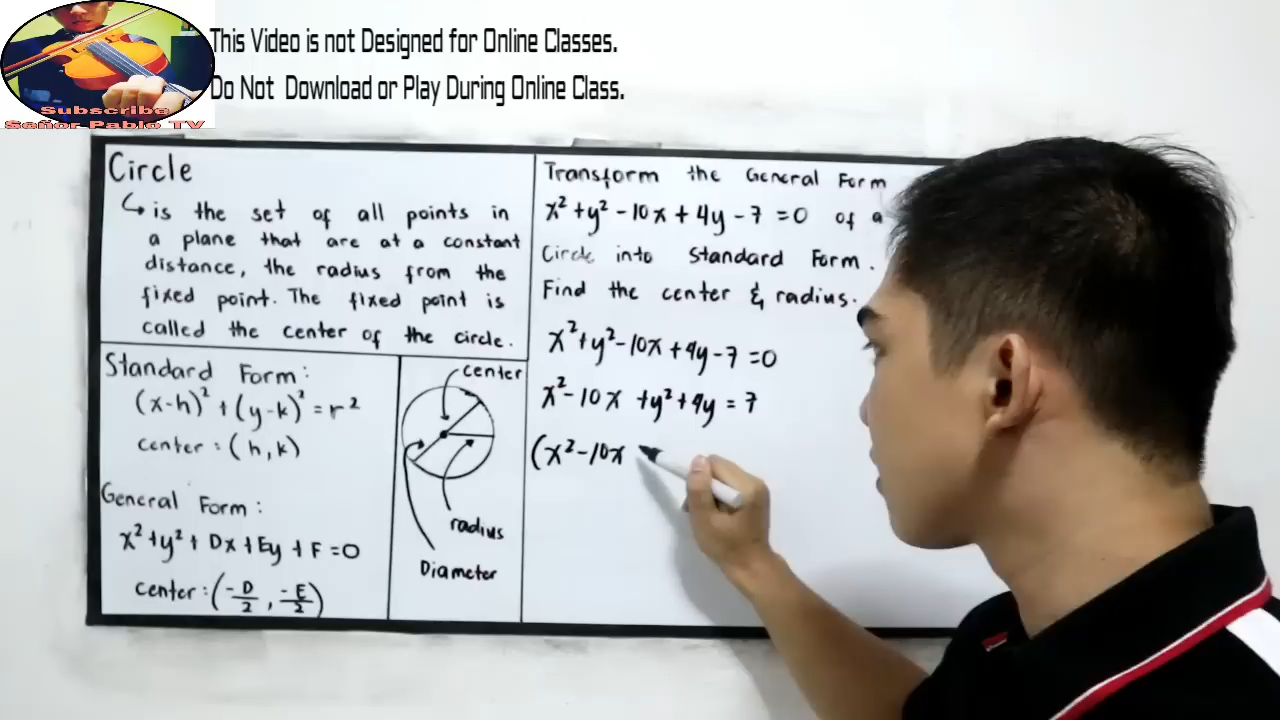 This Video is not Designed for Online Classes.
Do Not Download or Play During Online Class.
Subscribe
Señor Pablo TV
Circle
↳ is the set of all points in
a plane that are at a constant
distance, the radius from the
fixed point. The fixed point is
called the center of the circle.
Standard Form:
(x-h)² + (y-k)² = r²
center: (h,k)
General Form:
x² + y² + Dx + Ey + F = 0
center: (-D/2, -E/2)
center
radius
Diameter
Transform the General Form
x² + y² - 10x + 4y - 7 = 0 of a
Circle into Standard Form.
Find the center & radius.
x² + y² - 10x + 4y - 7 = 0
x² - 10x + y² + 4y = 7
(x² - 10x